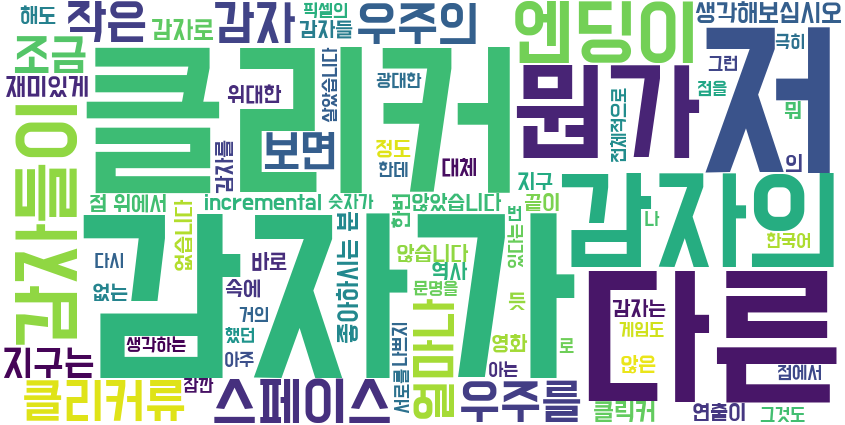 해도
작은
감자로
감자
픽셀의
감자들
우주의
엔딩이
생각해보십시오
조금
재미있게
클리커
위대한
살았습니다
광대한
뭔가
저
극히
그런
점을
뭐
전체적으로
의
감자들이
감자를
보면
정도
한데
대체
지구
점 위에서
incremental
숫자가
한번
않았습니다
끝이
감자의
없습니다
감자가
본
극사
좋아하는
않습니다
역사
있다는
번
나
한국어
다시
없는
바로
속에
문명을
듯
다른
거의
했던
감자는
게임도
생각하는
아주
얼마나
영화
로
않은
지구는
클리커류
잠깐
스페이스
서로를
나쁘지
우주를
아는
클릭커
연출이
점에서
그것도